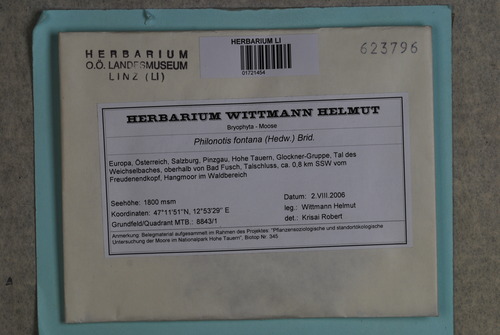 HERBARIUM
O.Ö. LANDESMUSEUM
LINZ (LI)
HERBARIUM LI
01721454
623796
HERBARIUM WITTMANN HELMUT
Bryophyta - Moose
Philonotis fontana (Hedw.) Brid.
Europa, Österreich, Salzburg, Pinzgau, Hohe Tauern, Glockner-Gruppe, Tal des
Weichselbaches, oberhalb von Bad Fusch, Talschluss, ca. 0,8 km SSW vom
Freudenendkopf, Hangmoor im Waldbereich
Seehöhe: 1800 msm
Koordinaten: 47°11'51"N, 12°53'29" E
Grundfeld/Quadrant MTB.: 8843/1
Datum: 2.VIII.2006
leg.: Wittmann Helmut
det.: Krisai Robert
Anmerkung: Belegmaterial aufgesammelt im Rahmen des Projektes: "Pflanzensoziologische und standortökologische
Untersuchung der Moore im Nationalpark Hohe Tauern", Biotop Nr. 345